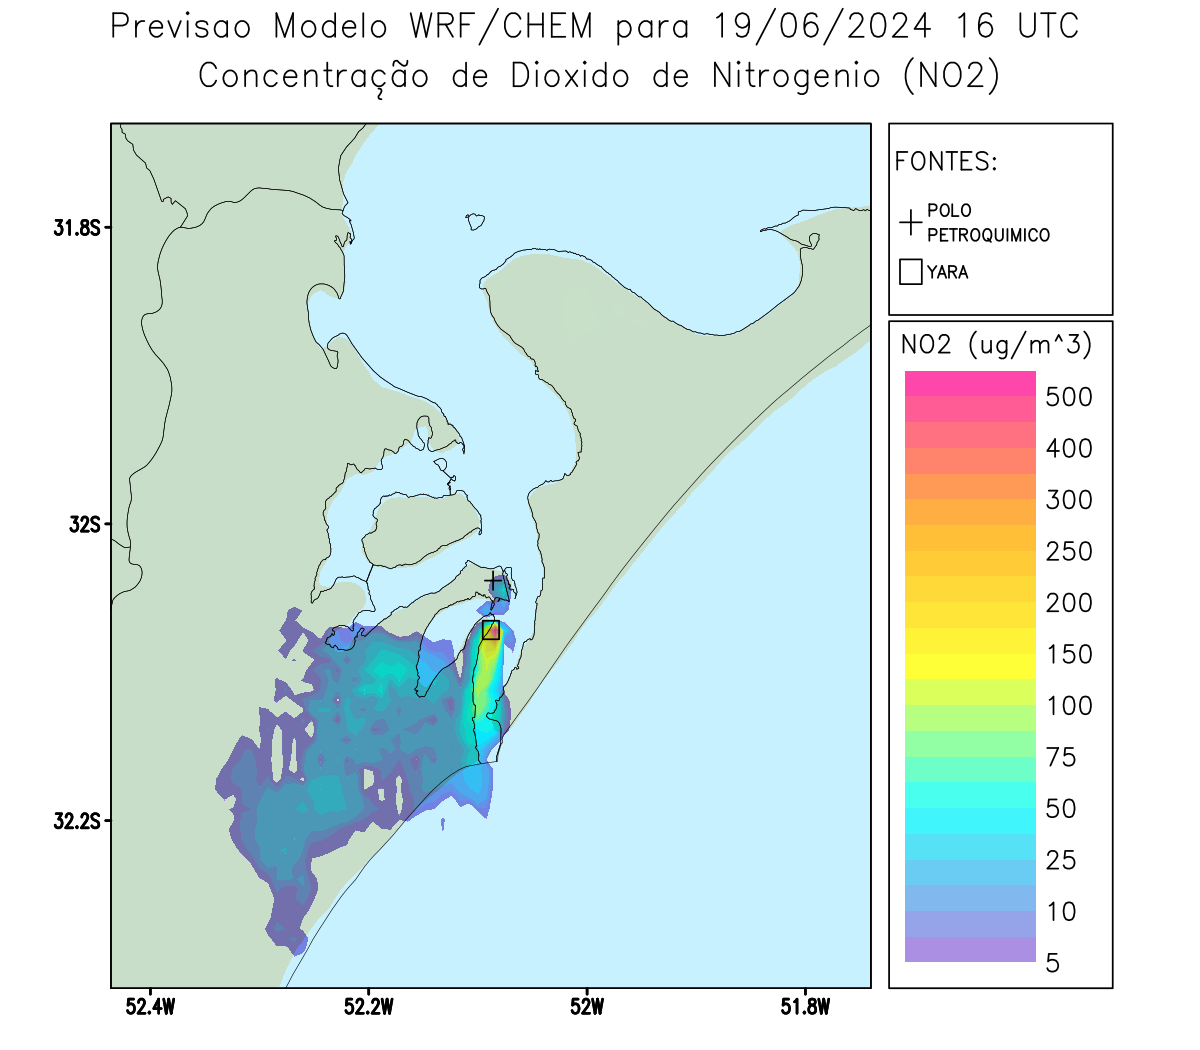 Previsao Modelo WRF/CHEM para 19/06/2024 16 UTC
Concentração de Dioxido de Nitrogenio (NO2)
FONTES:
POLO
PETROQUIMICO
YARA
NO2 (ug/m^3)
500
400
300
250
200
150
100
75
50
25
10
5
31.8S
32S
32.2S
52.4W
52.2W
52W
51.8W